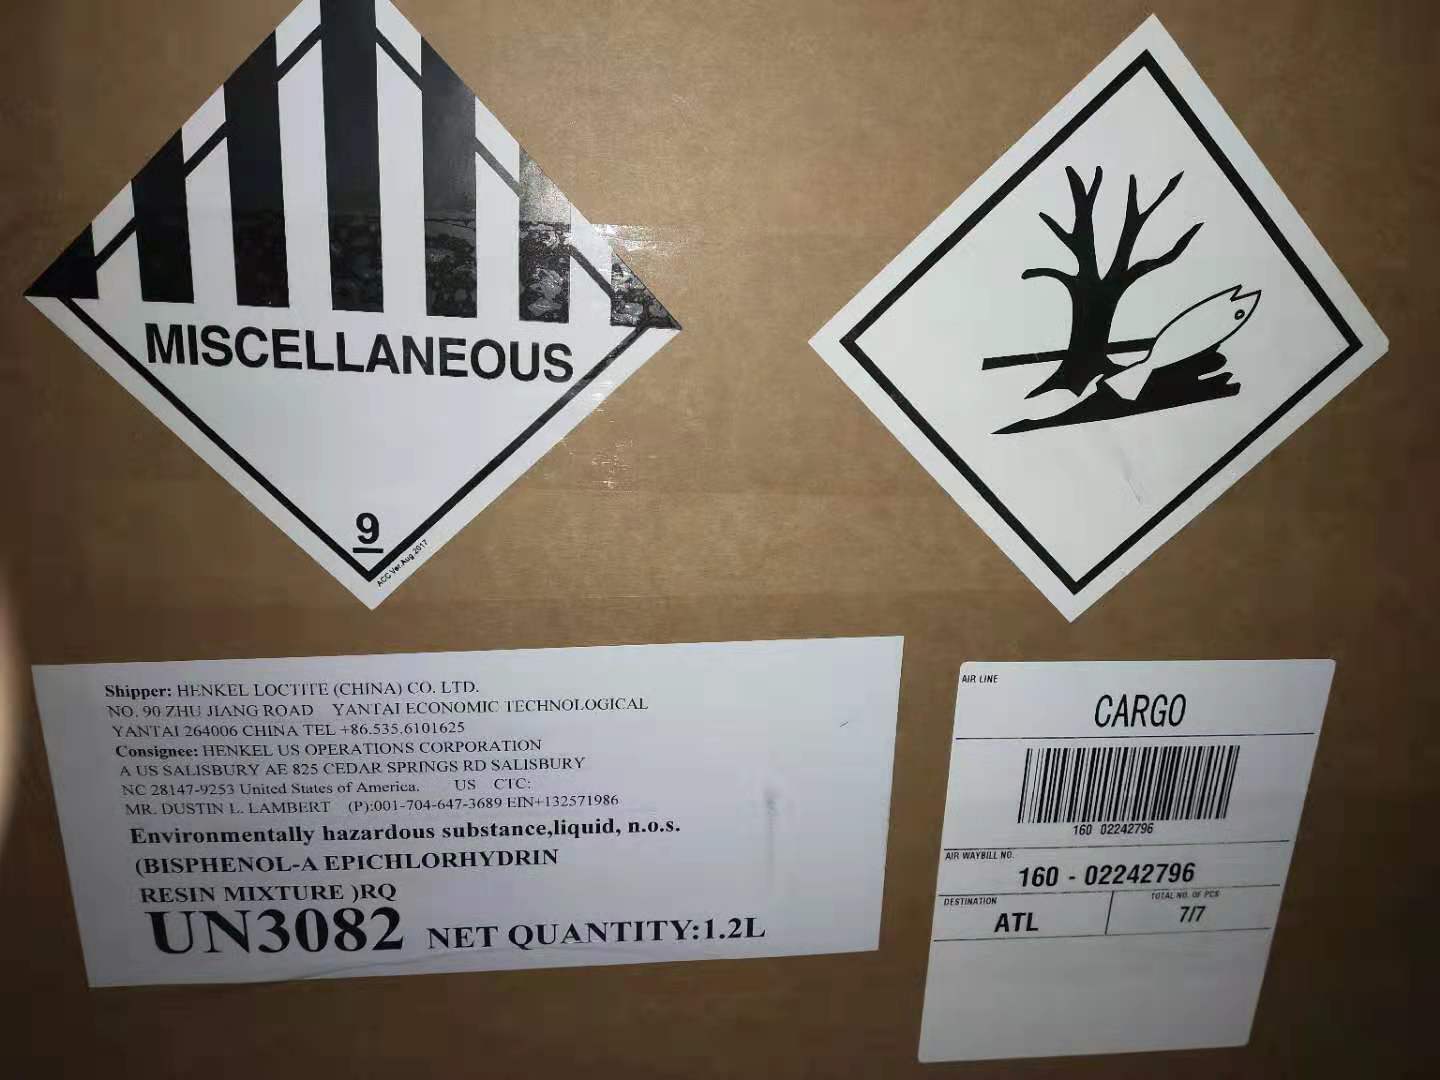 MISCELLANEOUS
9
ACC Ver.Aug.2017
Shipper: HENKEL LOCTITE (CHINA) CO. LTD.
NO. 90 ZHU JIANG ROAD YANTAI ECONOMIC TECHNOLOGICAL
YANTAI 264006 CHINA TEL +86.535.6101625
Consignee: HENKEL US OPERATIONS CORPORATION
A US SALISBURY AE 825 CEDAR SPRINGS RD SALISBURY
NC 28147-9253 United States of America. US CTC:
MR. DUSTIN L. LAMBERT (P):001-704-647-3689 EIN+132571986
Environmentally hazardous substance,liquid, n.o.s.
(BISPHENOL-A EPICHLORHYDRIN
RESIN MIXTURE )RQ
UN3082 NET QUANTITY:1.2L
AIR LINE
CARGO
160 02242796
AIR WAYBILL NO.
160 - 02242796
DESTINATION
ATL
TOTAL NO. OF PCS
7/7